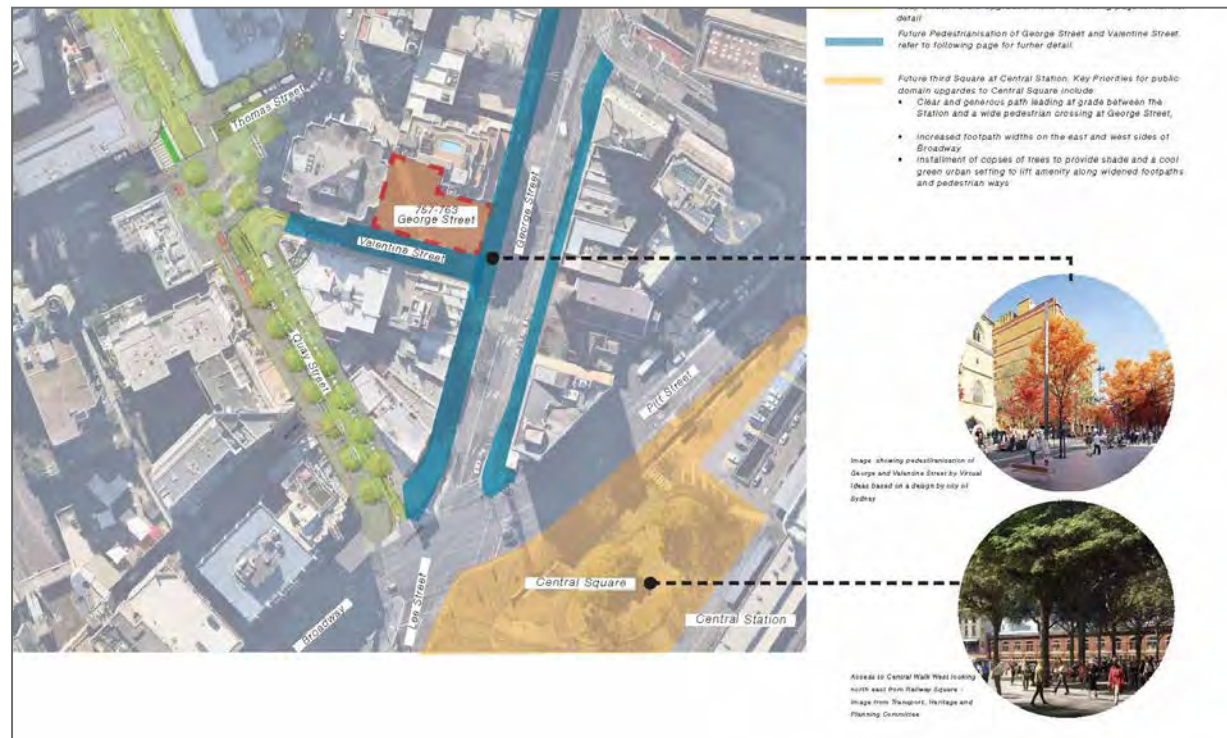 detail
Future Pedestrianisation of George Street and Valentine Street.
refer to following page for furher detail.
Future third Square at Central Station. Key Priorities for public
domain upgardes to Central Square include
• Clear and generous path leading at grade between the
Station and a wide pedestrian crossing at George Street,
• Increased footpath widths on the east and west sides of
Broadway
• Installment of copses of trees to provide shade and a cool
green urban setting to lift amenity along widened footpaths
and pedestrian ways
Thomas Street
757-763
George Street
George Street
Valentine Street
Quay Street
Pitt Street
Image showing pedestrianisation of
George and Valentine Street by Virtual
Ideas based on a design by city of
Sydney
Central Square
Lee Street
Broadway
Central Station
Access to Central Walk West looking
north east from Railway Square -
Image from Transport, Heritage and
Planning Committee